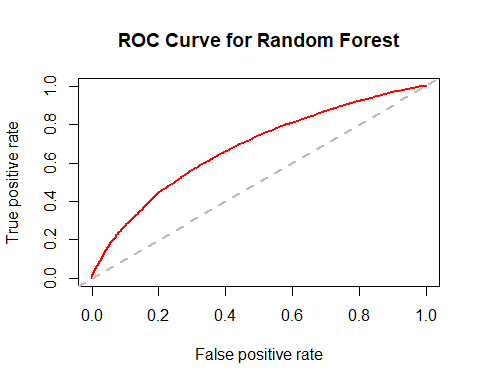 ROC Curve for Random Forest
True positive rate
1.0
0.8
0.6
0.4
0.2
0.0
0.0 0.2 0.4 0.6 0.8 1.0
False positive rate